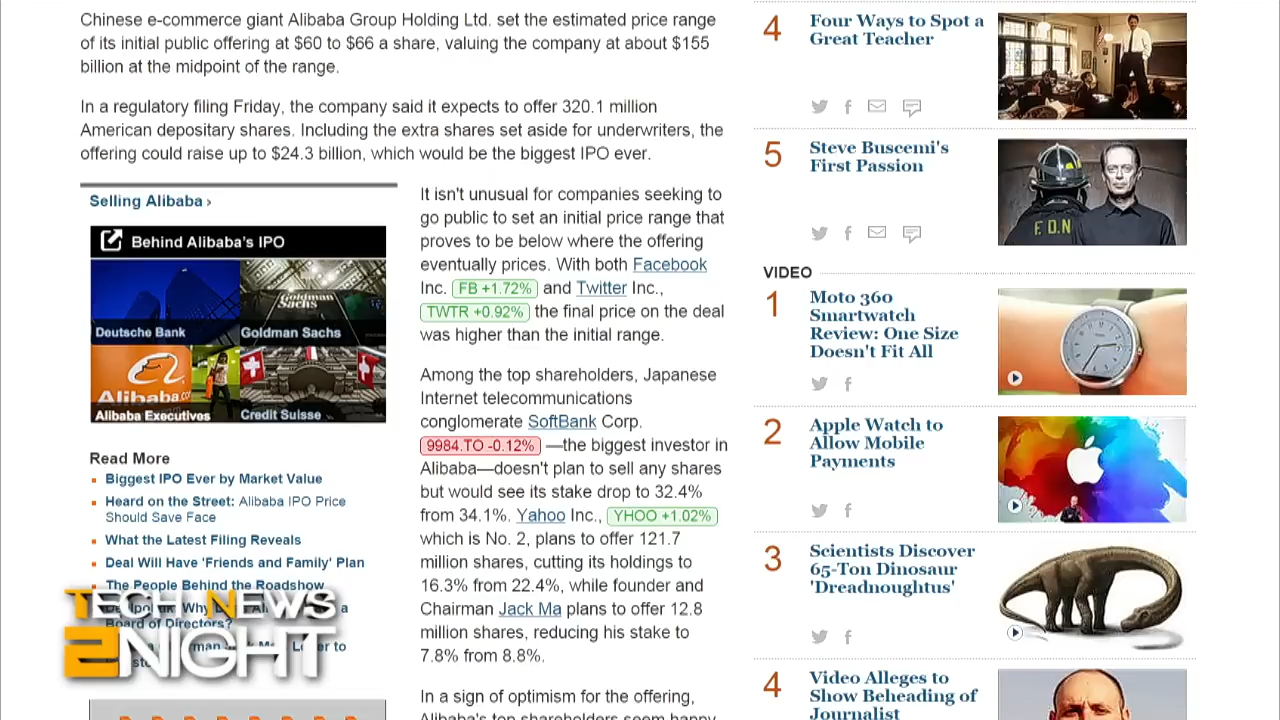 Chinese e-commerce giant Alibaba Group Holding Ltd. set the estimated price range
of its initial public offering at $60 to $66 a share, valuing the company at about $155
billion at the midpoint of the range.
In a regulatory filing Friday, the company said it expects to offer 320.1 million
American depositary shares. Including the extra shares set aside for underwriters, the
offering could raise up to $24.3 billion, which would be the biggest IPO ever.
Selling Alibaba ›
Behind Alibaba's IPO
Deutsche Bank
Goldman Sachs
Goldman Sachs
Alibaba
Alibaba Executives
Credit Suisse
Read More
Biggest IPO Ever by Market Value
Heard on the Street: Alibaba IPO Price
Should Save Face
What the Latest Filing Reveals
Deal Will Have 'Friends and Family' Plan
The People Behind the Roadshow
Why a
Board of Directors?
to
TECH NEWS
2NIGHT
It isn't unusual for companies seeking to
go public to set an initial price range that
proves to be below where the offering
eventually prices. With both Facebook
Inc. FB +1.72% and Twitter Inc.,
TWTR +0.92% the final price on the deal
was higher than the initial range.
Among the top shareholders, Japanese
Internet telecommunications
conglomerate SoftBank Corp.
9984.TO -0.12% —the biggest investor in
Alibaba—doesn't plan to sell any shares
but would see its stake drop to 32.4%
from 34.1%. Yahoo Inc., YHOO +1.02%
which is No. 2, plans to offer 121.7
million shares, cutting its holdings to
16.3% from 22.4%, while founder and
Chairman Jack Ma plans to offer 12.8
million shares, reducing his stake to
7.8% from 8.8%.
In a sign of optimism for the offering,
Alibaba's top shareholders seem happy
4
Four Ways to Spot a
Great Teacher
5
Steve Buscemi's
First Passion
F.D.N
VIDEO
1
Moto 360
Smartwatch
Review: One Size
Doesn't Fit All
2
Apple Watch to
Allow Mobile
Payments
3
Scientists Discover
65-Ton Dinosaur
'Dreadnoughtus'
4
Video Alleges to
Show Beheading of
Journalist